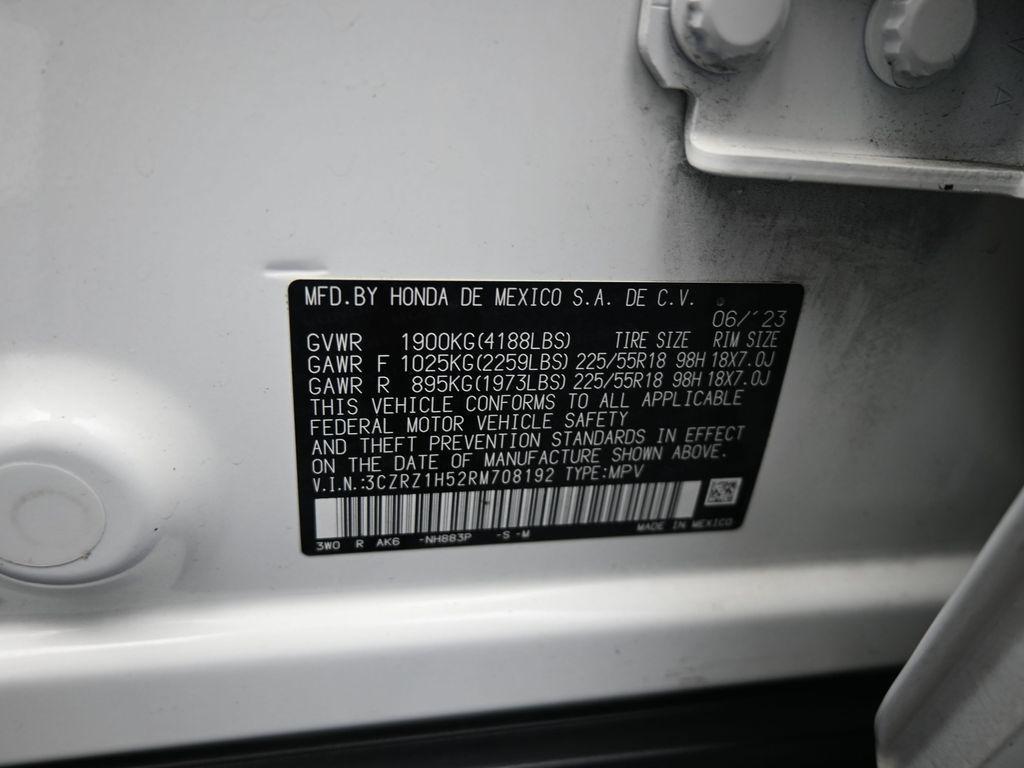 MFD.BY HONDA DE MEXICO S.A. DE C.V.
06/'23
GVWR 1900KG(4188LBS) TIRE SIZE RIM SIZE
GAWR F 1025KG(2259LBS) 225/55R18 98H 18X7.0J
GAWR R 895KG(1973LBS) 225/55R18 98H 18X7.0J
THIS VEHICLE CONFORMS TO ALL APPLICABLE
FEDERAL MOTOR VEHICLE SAFETY
AND THEFT PREVENTION STANDARDS IN EFFECT
ON THE DATE OF MANUFACTURE SHOWN ABOVE.
V.I.N.:3CZRZ1H52RM708192 TYPE:MPV
MADE IN MEXICO
3W0 R AK6 -NH883P -S -M